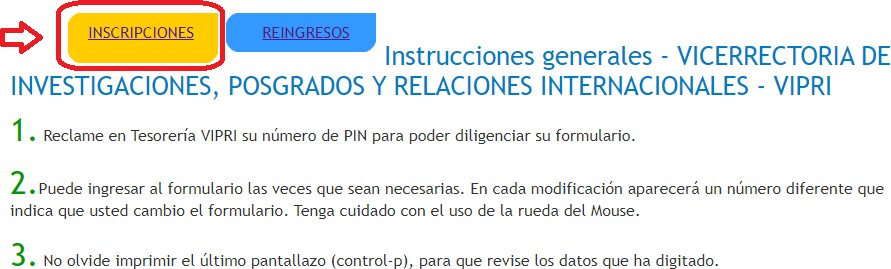 INSCRIPCIONES REINGRESOS Instrucciones generales - VICERRECTORIA DE
INVESTIGACIONES, POSGRADOS Y RELACIONES INTERNACIONALES - VIPRI
1. Reclame en Tesorería VIPRI su número de PIN para poder diligenciar su formulario.
2.Puede ingresar al formulario las veces que sean necesarias. En cada modificación aparecerá un número diferente que
indica que usted cambio el formulario. Tenga cuidado con el uso de la rueda del Mouse.
3. No olvide imprimir el último pantallazo (control-p), para que revise los datos que ha digitado.